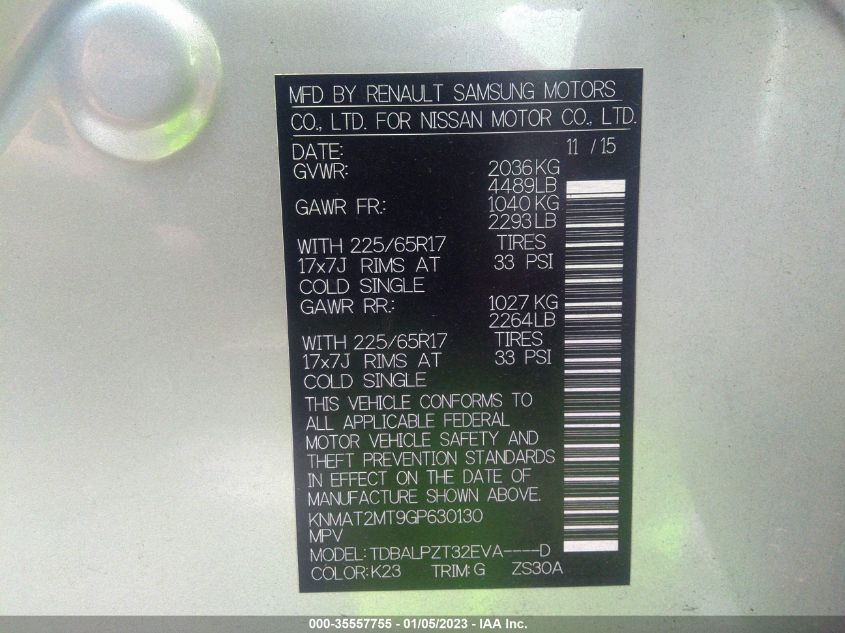 MFD BY RENAULT SAMSUNG MOTORS
CO., LTD. FOR NISSAN MOTOR CO., LTD.
DATE: 11 / 15
GVWR: 2036 KG
4489LB
GAWR FR.: 1040 KG
2293 LB
WITH 225/65R17 TIRES
17x7J RIMS AT 33 PSI
COLD SINGLE
GAWR RR.: 1027 KG
2264LB
WITH 225/65R17 TIRES
17x7J RIMS AT 33 PSI
COLD SINGLE
THIS VEHICLE CONFORMS TO
ALL APPLICABLE FEDERAL
MOTOR VEHICLE SAFETY AND
THEFT PREVENTION STANDARDS
IN EFFECT ON THE DATE OF
MANUFACTURE SHOWN ABOVE.
KNMAT2MT9GP630130
MPV
MODEL: TDBALPZT32EVA----D
COLOR: K23 TRIM: G ZS30A
000-35557755 - 01/05/2023 - IAA Inc.